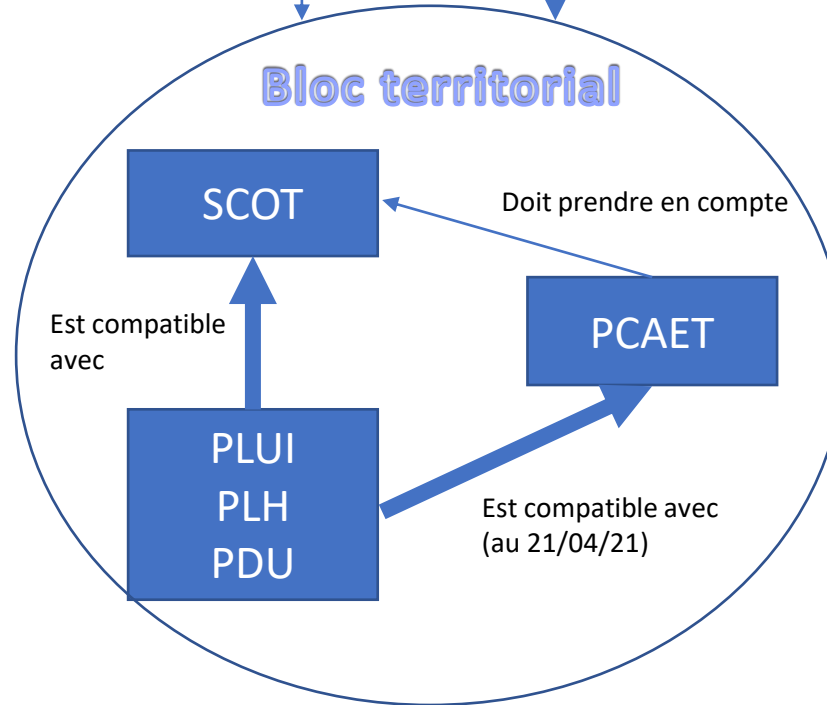 Bloc territorial
SCOT
Doit prendre en compte
PCAET
Est compatible
avec
PLUI
PLH
PDU
Est compatible avec
(au 21/04/21)